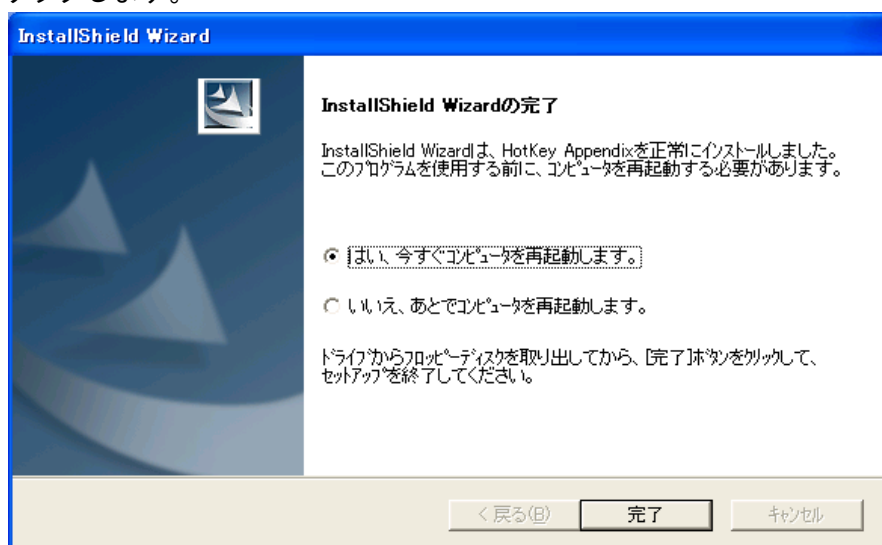 InstallShield Wizard
InstallShield Wizardの完了
InstallShield Wizardは、HotKey Appendixを正常にインストールしました。
このプログラムを使用する前に、コンピュータを再起動する必要があります。
はい、今すぐコンピュータを再起動します。
いいえ、あとでコンピュータを再起動します。
ドライブからフロッピーディスクを取り出してから、[完了]ボタンをクリックして、
セットアップを終了してください。
< 戻る(B)
完了
キャンセル